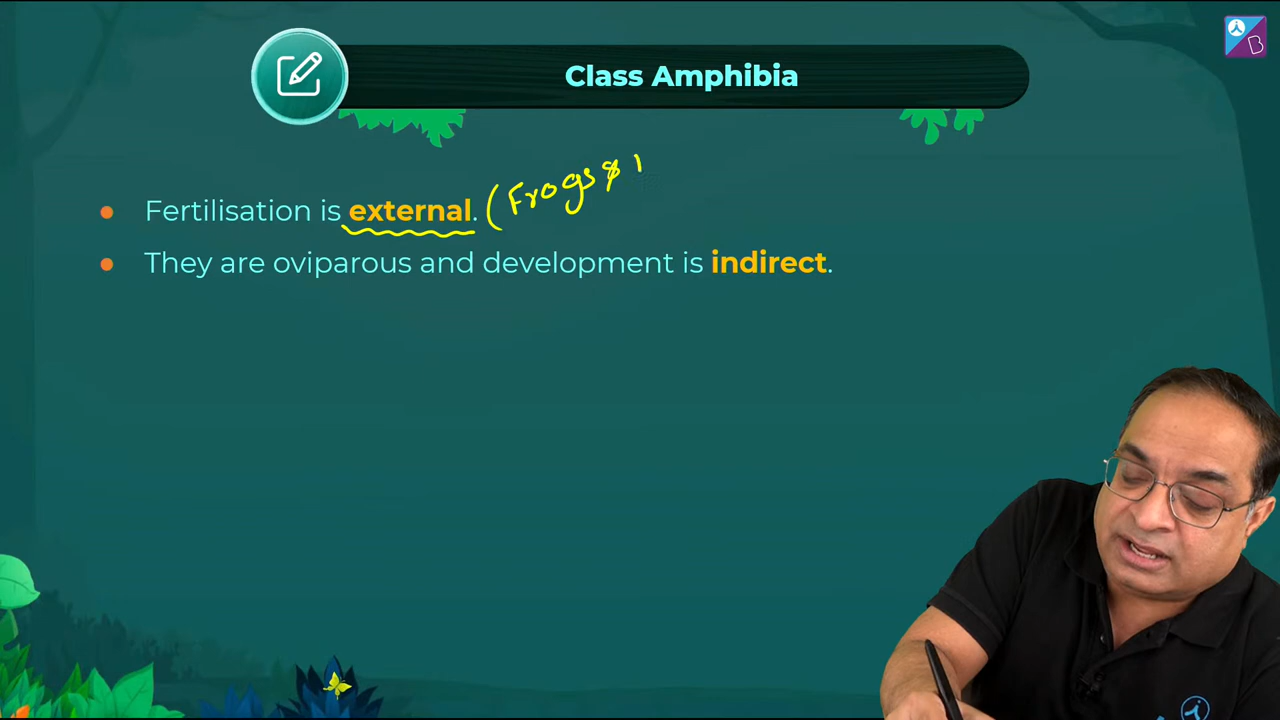 Class Amphibia
Fertilisation is external. (Frogs &
They are oviparous and development is indirect.
B